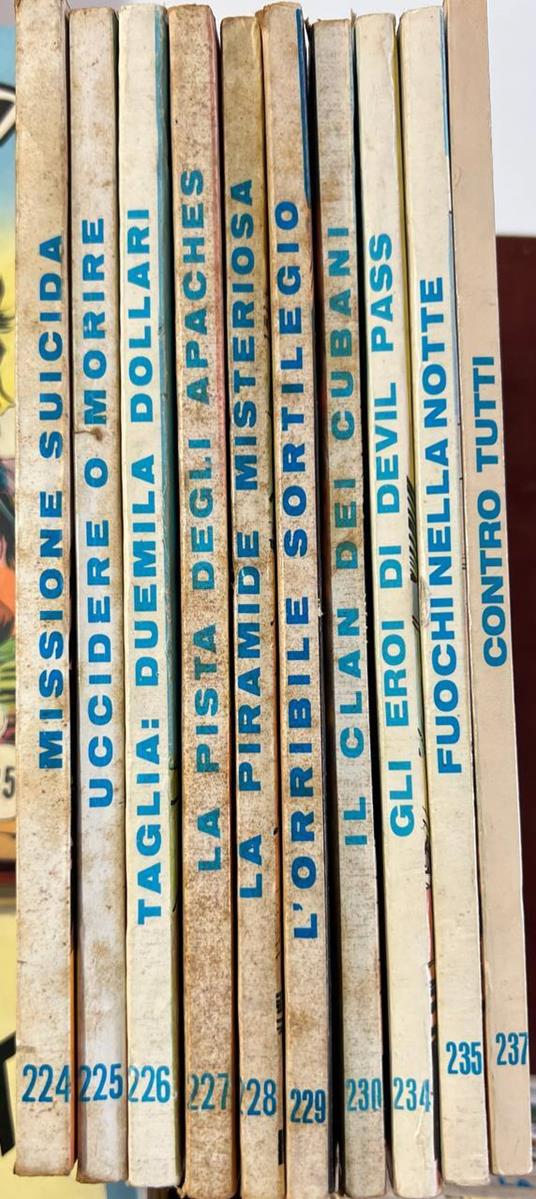 MISSIONE SUICIDA
224
UCCIDERE O MORIRE
225
TAGLIA: DUEMILA DOLLARI
226
LA PISTA DEGLI APACHES
227
LA PIRAMIDE MISTERIOSA
228
L'ORRIBILE SORTILEGIO
229
IL CLAN DEI CUBANI
230
GLI EROI DI DEVIL PASS
234
FUOCHI NELLA NOTTE
235
CONTRO TUTTI
237